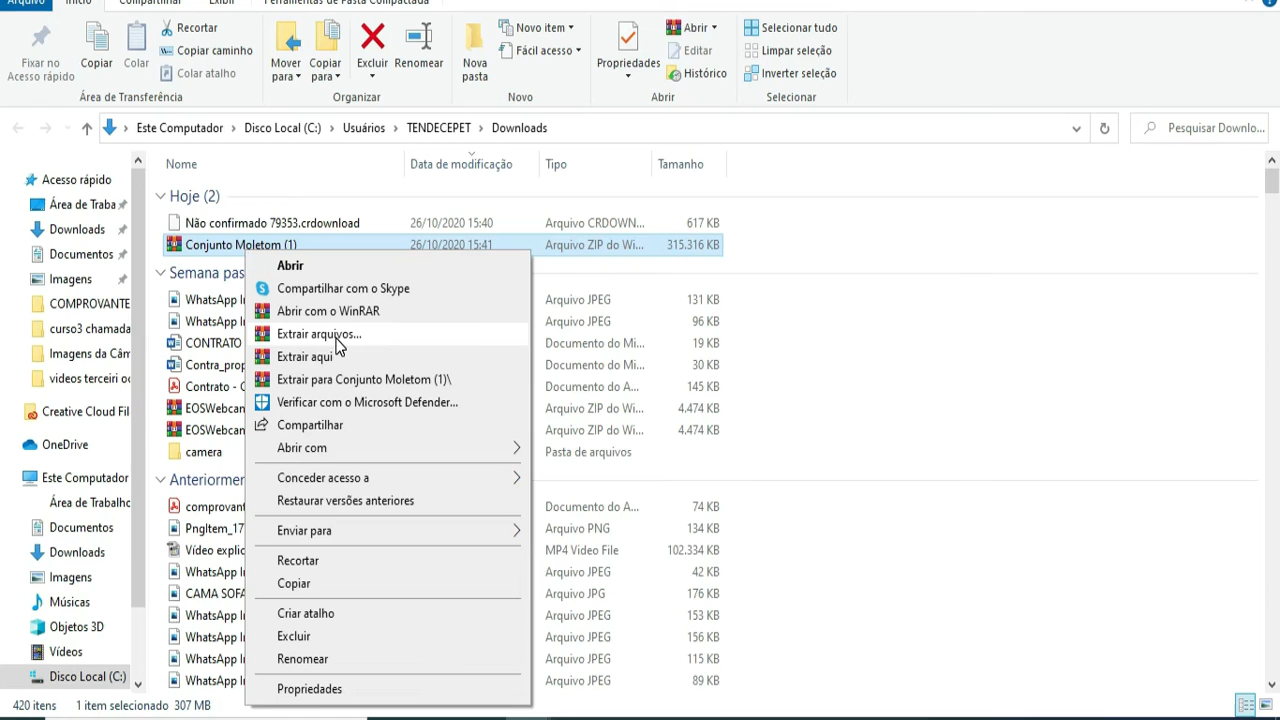 Arquivo Início Compartilhar Exibir Ferramentas de Pasta Compactada
Fixar no
Acesso rápido
Copiar
Colar
Recortar
Copiar caminho
Colar atalho
Área de Transferência
Mover
para
Copiar
para
Excluir
Renomear
Organizar
Nova
pasta
Novo item
Fácil acesso
Novo
Propriedades
Abrir
Editar
Histórico
Abrir
Selecionar tudo
Limpar seleção
Inverter seleção
Selecionar
Este Computador > Disco Local (C:) > Usuários > TENDECEPET > Downloads
Pesquisar Downlo...
Nome Data de modificação Tipo Tamanho
Acesso rápido
Área de Traba
Downloads
Documentos
Imagens
COMPROVANTE
curso3 chamada
Imagens da Câm
videos terceiri oc
Creative Cloud Fil
OneDrive
Este Computador
Área de Trabalho
Documentos
Downloads
Imagens
Músicas
Objetos 3D
Vídeos
Disco Local (C:)
Hoje (2)
Não confirmado 79353.crdownload 26/10/2020 15:40 Arquivo CRDOWN... 617 KB
Conjunto Moletom (1) 26/10/2020 15:41 Arquivo ZIP do Wi... 315.316 KB
Semana pas
WhatsApp In Arquivo JPEG 131 KB
WhatsApp In Arquivo JPEG 96 KB
CONTRATO Documento do Mi... 19 KB
Contra_prop Documento do Mi... 30 KB
Contrato - C Documento do A... 145 KB
EOSWebcam Arquivo ZIP do Wi... 4.474 KB
EOSWebcam Arquivo ZIP do Wi... 4.474 KB
camera Pasta de arquivos
Anteriormen
comprovant Documento do A... 74 KB
PngItem_17 Arquivo PNG 134 KB
Vídeo explic MP4 Video File 102.334 KB
WhatsApp In Arquivo JPEG 42 KB
CAMA SOFA Arquivo JPG 176 KB
WhatsApp In Arquivo JPEG 153 KB
WhatsApp In Arquivo JPEG 156 KB
WhatsApp In Arquivo JPEG 115 KB
WhatsApp In Arquivo JPEG 89 KB
Abrir
Compartilhar com o Skype
Abrir com o WinRAR
Extrair arquivos...
Extrair aqui
Extrair para Conjunto Moletom (1)\
Verificar com o Microsoft Defender...
Compartilhar
Abrir com
Conceder acesso a
Restaurar versões anteriores
Enviar para
Recortar
Copiar
Criar atalho
Excluir
Renomear
Propriedades
420 itens 1 item selecionado 307 MB